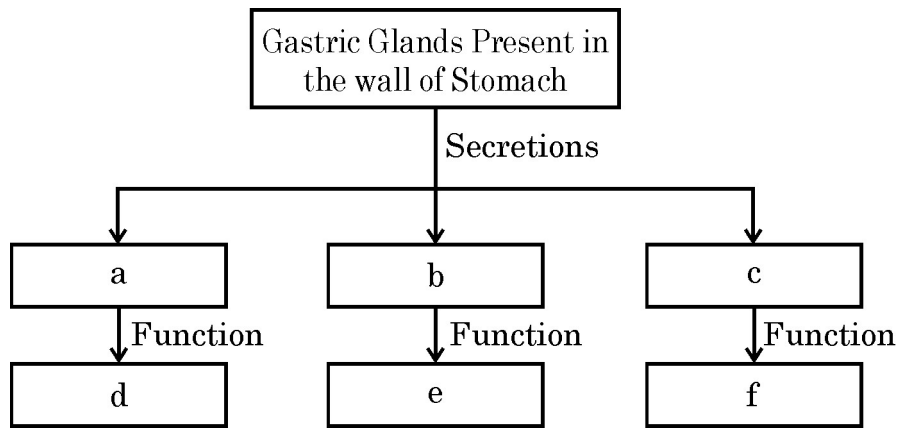 Gastric Glands Present in
the wall of Stomach
Secretions
a
b
c
Function
Function
Function
d
e
f